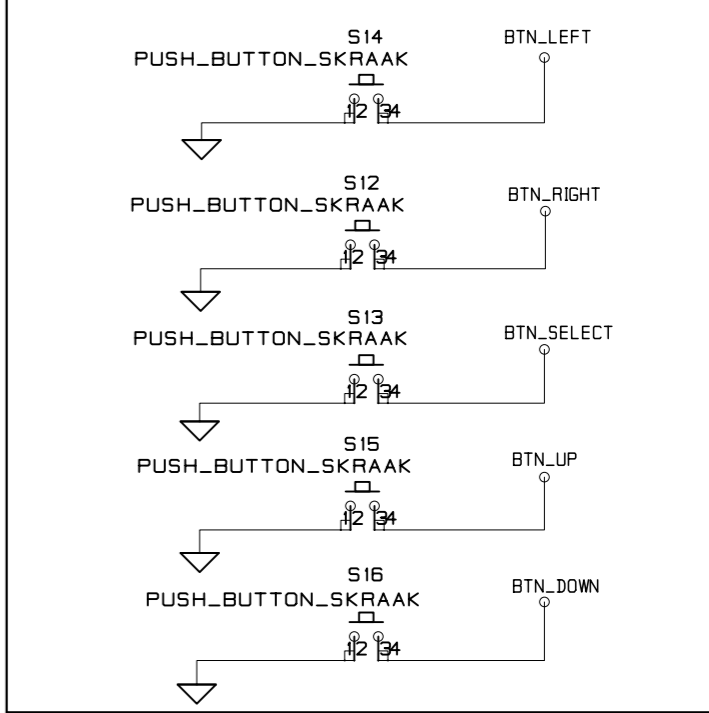 S14
BTN_LEFT
PUSH_BUTTON_SKRAAK
12 34
S12
BTN_RIGHT
PUSH_BUTTON_SKRAAK
12 34
S13
BTN_SELECT
PUSH_BUTTON_SKRAAK
12 34
S15
BTN_UP
PUSH_BUTTON_SKRAAK
12 34
S16
BTN_DOWN
PUSH_BUTTON_SKRAAK
12 34